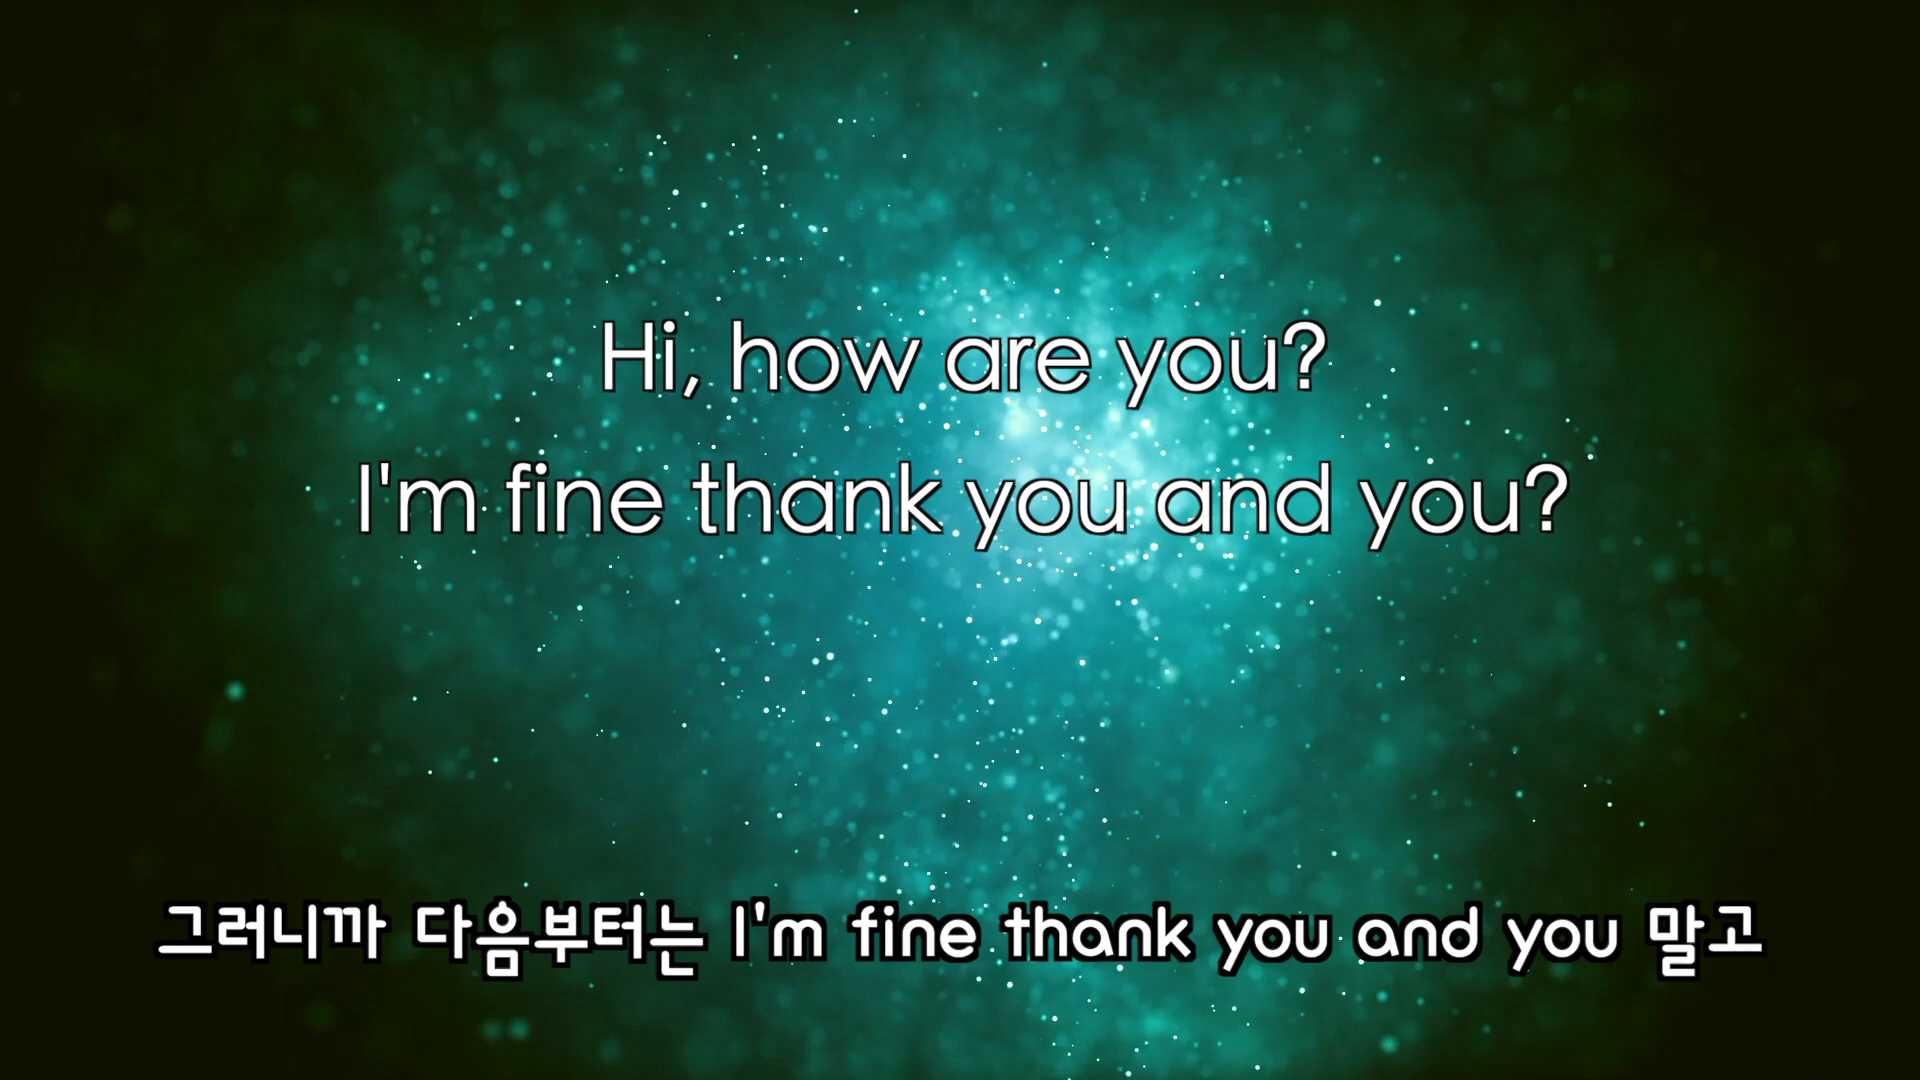 Hi, how are you?
I'm fine thank you and you?
그러니까 다음부터는 I'm fine thank you and you 말고